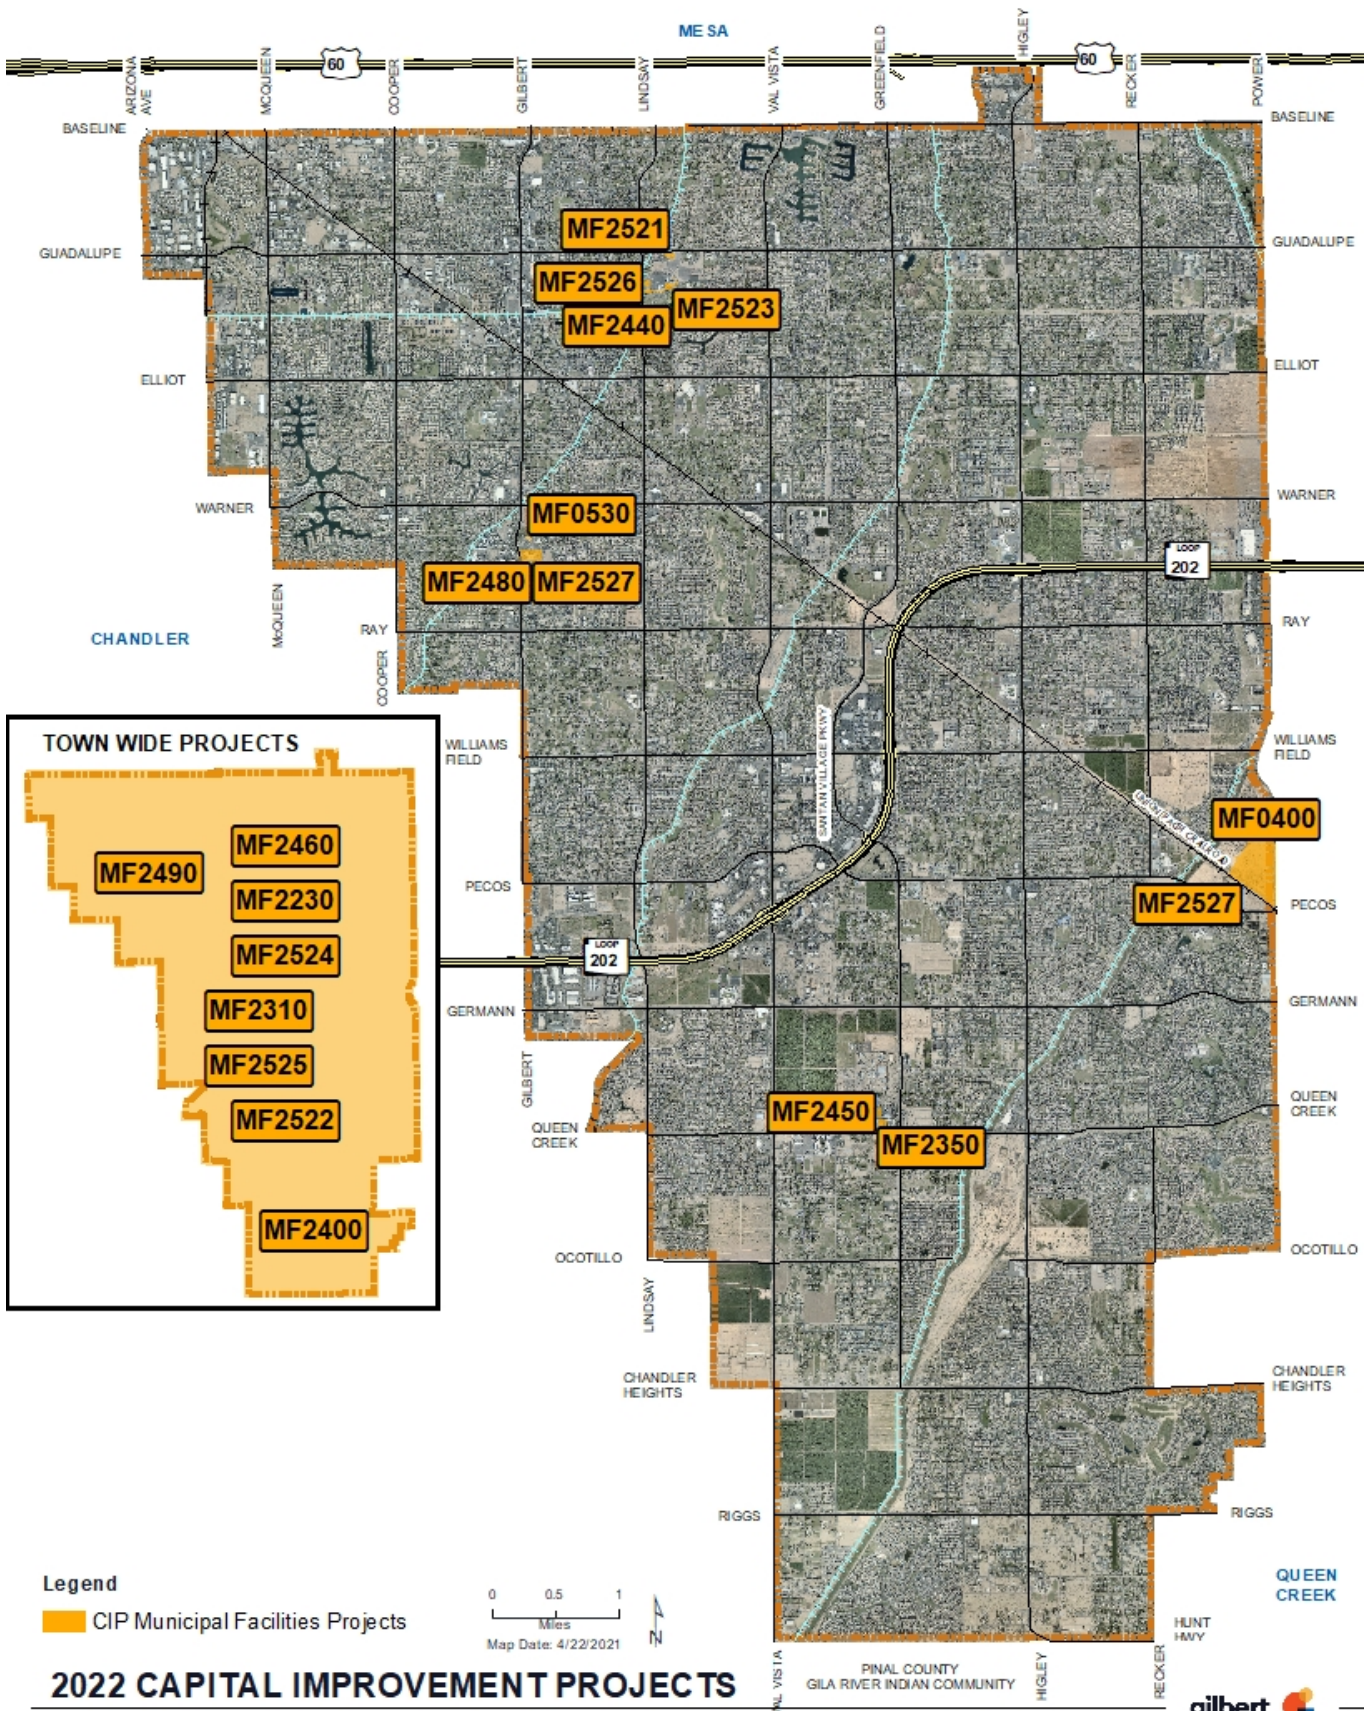 MESA
60
60
ARIZONA
AVE
MCQUEEN
COOPER
GILBERT
LINDSAY
VAL VISTA
GREENFIELD
HIGLEY
RECKER
POWER
BASELINE
BASELINE
MF2521
GUADALUPE
GUADALUPE
MF2526
MF2523
MF2440
ELLIOT
ELLIOT
WARNER
WARNER
MF0530
LOOP
202
MF2480
MF2527
McQUEEN
CHANDLER
RAY
RAY
COOPER
SANTAN VILLAGE PKWY
WILLIAMS
FIELD
WILLIAMS
FIELD
TOWN WIDE PROJECTS
MF2460
MF2490
MF2230
MF2524
MF2310
MF2525
MF2522
MF2400
MF0400
PECOS
MF2527
PECOS
LOOP
202
GERMANN
GERMANN
GILBERT
QUEEN
CREEK
QUEEN
CREEK
MF2450
MF2350
OCOTILLO
OCOTILLO
LINDSAY
CHANDLER
HEIGHTS
CHANDLER
HEIGHTS
RIGGS
RIGGS
QUEEN
CREEK
Legend
CIP Municipal Facilities Projects
0 0.5 1
Miles
Map Date: 4/22/2021
N
HUNT
HWY
2022 CAPITAL IMPROVEMENT PROJECTS
VISTA
PINAL COUNTY
GILA RIVER INDIAN COMMUNITY
HIGLEY
RECKER
gilbert